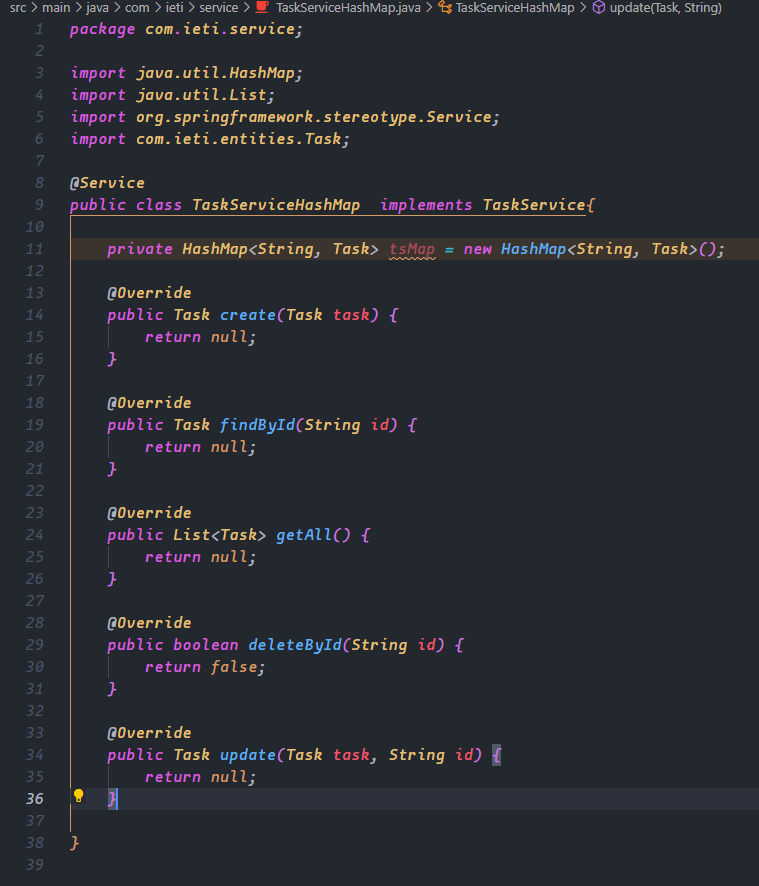 src > main > java > com > ieti > service > TaskServiceHashMap.java > TaskServiceHashMap > update(Task, String)
1 package com.ieti.service;
2
3 import java.util.HashMap;
4 import java.util.List;
5 import org.springframework.stereotype.Service;
6 import com.ieti.entities.Task;
7
8 @Service
9 public class TaskServiceHashMap  implements TaskService{
10
11     private HashMap<String, Task> tsMap = new HashMap<String, Task>();
12
13     @Override
14     public Task create(Task task) {
15         return null;
16     }
17
18     @Override
19     public Task findById(String id) {
20         return null;
21     }
22
23     @Override
24     public List<Task> getAll() {
25         return null;
26     }
27
28     @Override
29     public boolean deleteById(String id) {
30         return false;
31     }
32
33     @Override
34     public Task update(Task task, String id) {
35         return null;
36     }
37
38 }
39